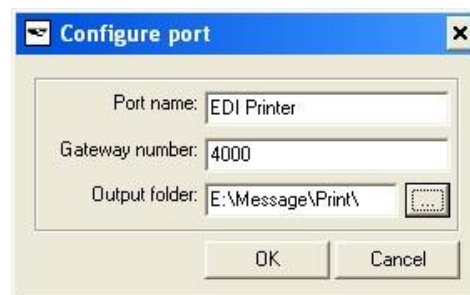 Configure port
Port name: EDI Printer
Gateway number: 4000
Output folder: E:\Message\Print\ ...
OK Cancel